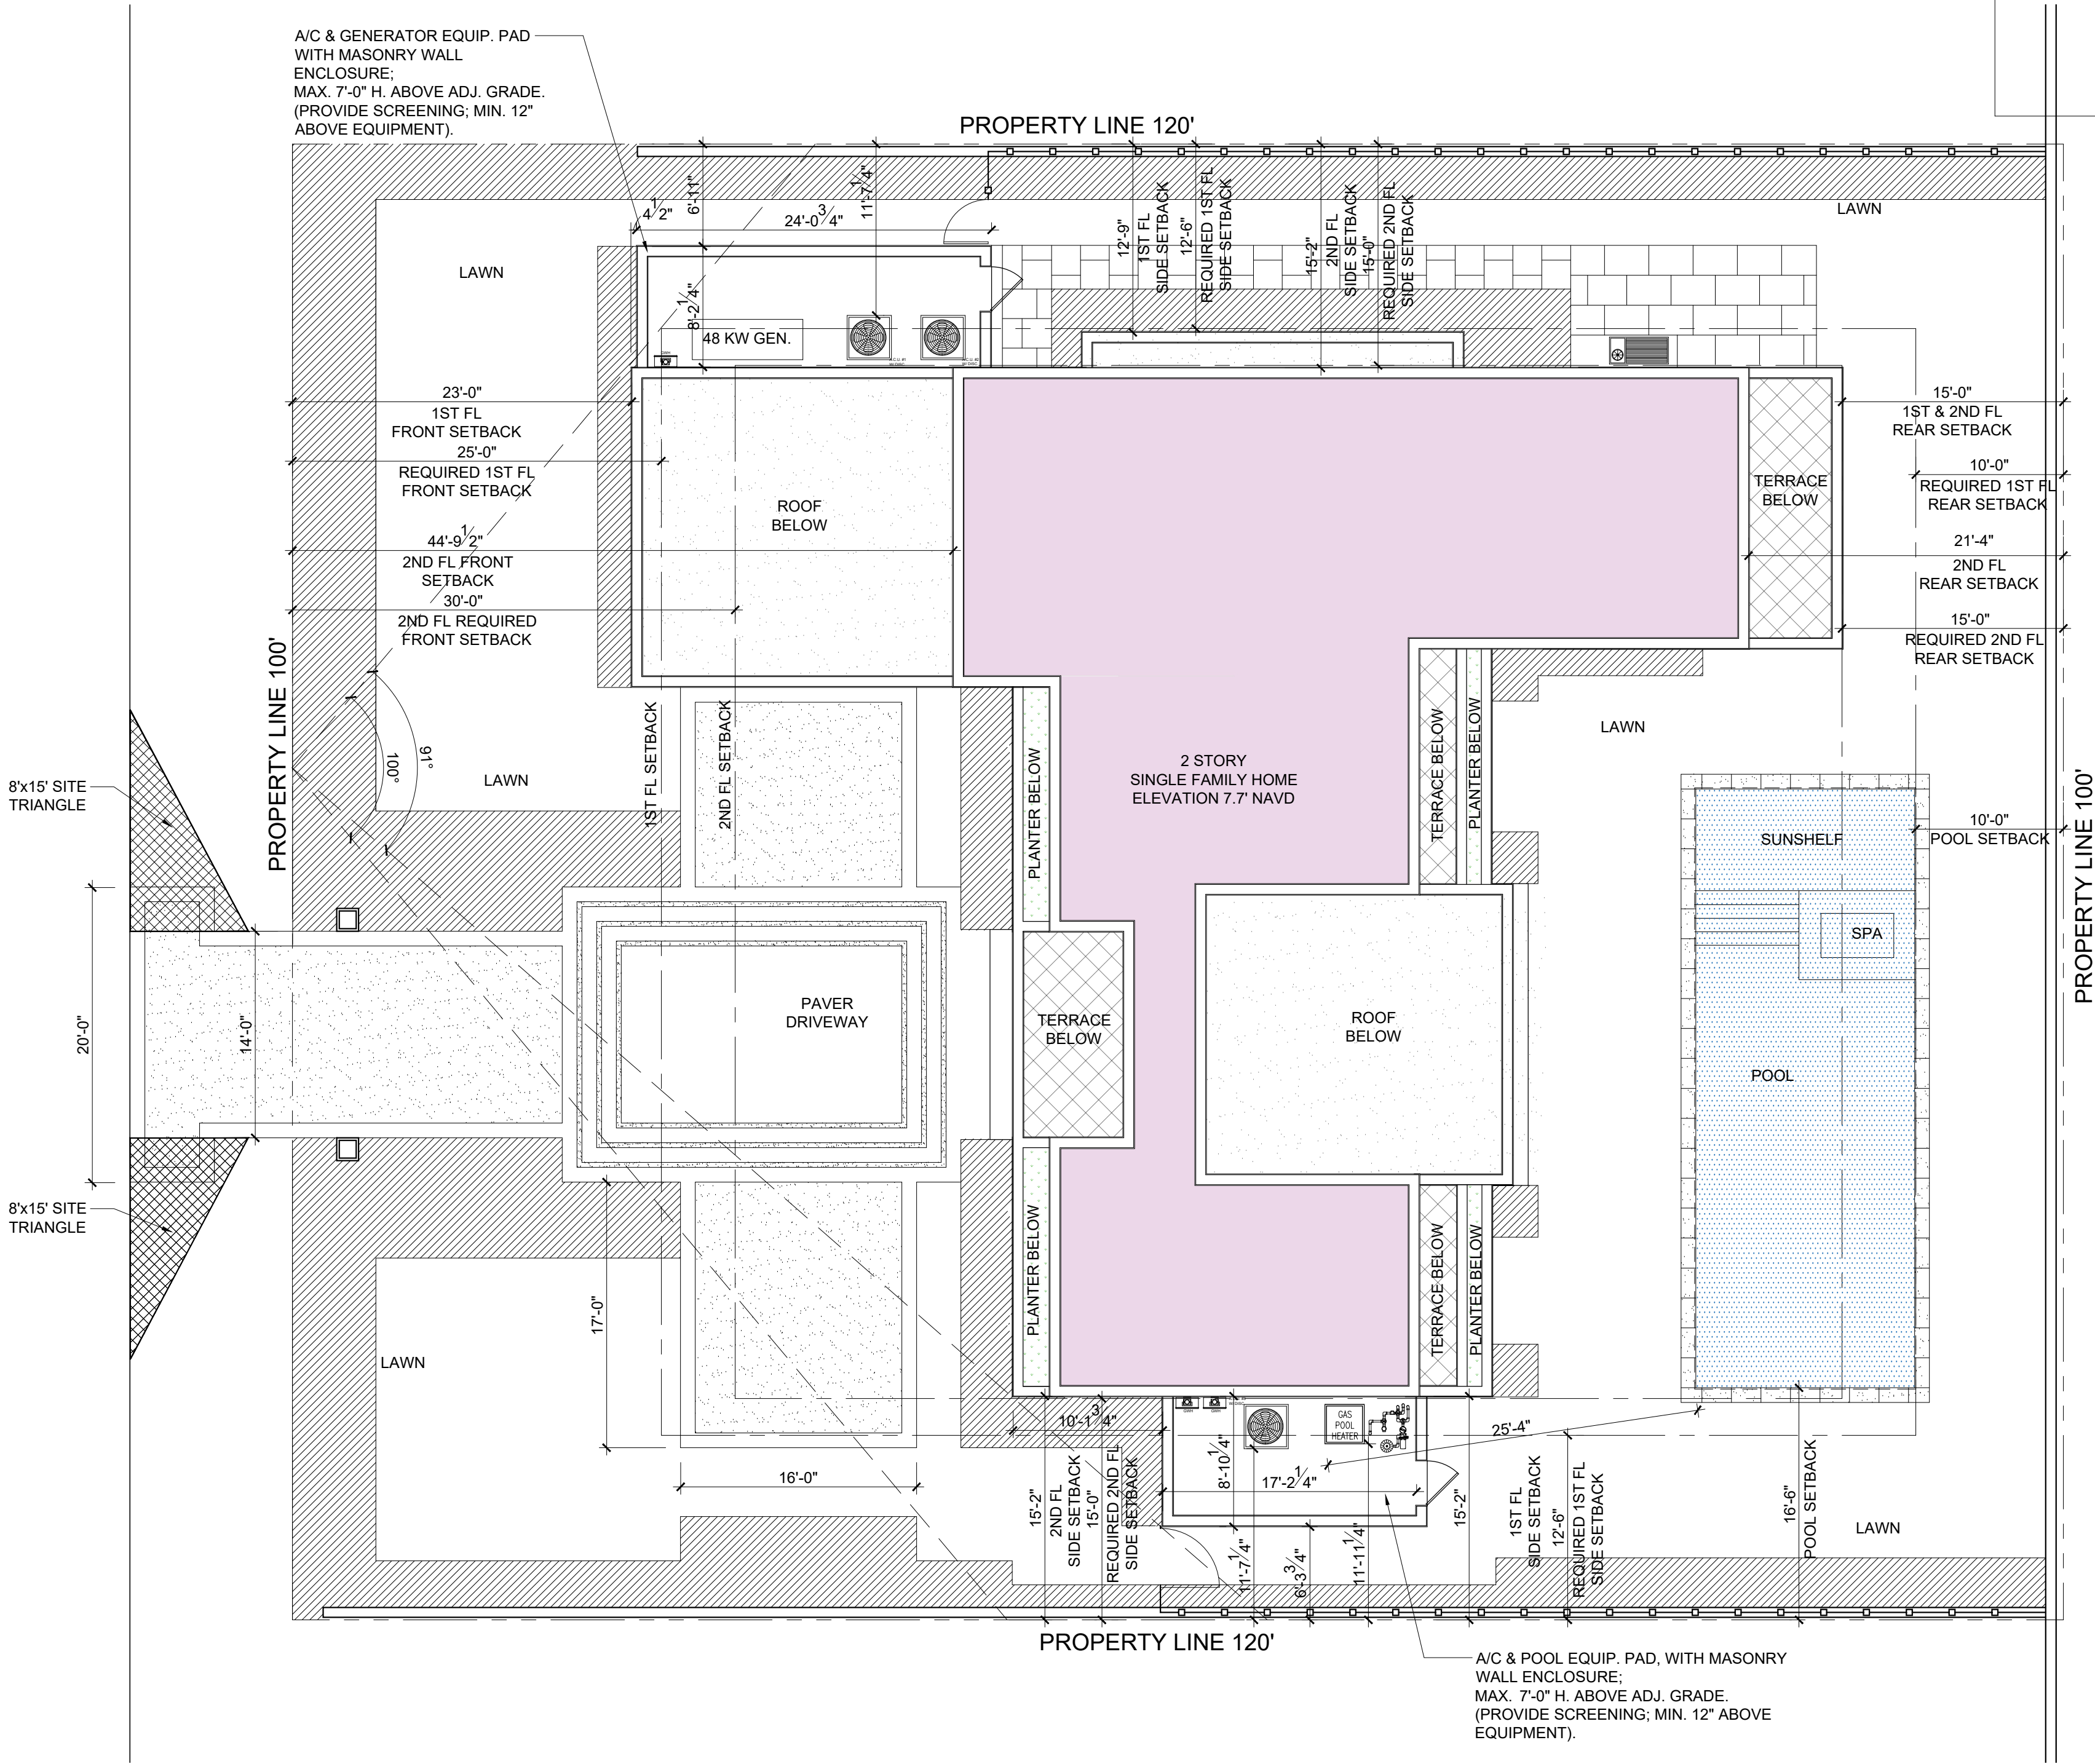 A/C & GENERATOR EQUIP. PAD
WITH MASONRY WALL
ENCLOSURE;
MAX. 7'-0" H. ABOVE ADJ. GRADE.
(PROVIDE SCREENING; MIN. 12"
ABOVE EQUIPMENT).
PROPERTY LINE 120'
6'-11"
11'-7 1/4"
4 1/2"
24'-0 3/4"
8'-2 1/4"
48 KW GEN.
12'-9"
1ST FL
SIDE SETBACK
12'-6"
REQUIRED 1ST FL
SIDE SETBACK
15'-2"
2ND FL
SIDE SETBACK
15'-0"
REQUIRED 2ND FL
SIDE SETBACK
LAWN
LAWN
23'-0"
1ST FL
FRONT SETBACK
25'-0"
REQUIRED 1ST FL
FRONT SETBACK
44'-9 1/2"
2ND FL FRONT
SETBACK
30'-0"
2ND FL REQUIRED
FRONT SETBACK
ROOF
BELOW
TERRACE
BELOW
15'-0"
1ST & 2ND FL
REAR SETBACK
10'-0"
REQUIRED 1ST FL
REAR SETBACK
21'-4"
2ND FL
REAR SETBACK
15'-0"
REQUIRED 2ND FL
REAR SETBACK
PROPERTY LINE 100'
100°
91°
LAWN
1ST FL SETBACK
2ND FL SETBACK
PLANTER BELOW
2 STORY
SINGLE FAMILY HOME
ELEVATION 7.7' NAVD
TERRACE BELOW
PLANTER BELOW
LAWN
8'x15' SITE
TRIANGLE
SUNSHELF
10'-0"
POOL SETBACK
PROPERTY LINE 100'
SPA
20'-0"
14'-0"
PAVER
DRIVEWAY
TERRACE
BELOW
ROOF
BELOW
POOL
8'x15' SITE
TRIANGLE
17'-0"
PLANTER BELOW
TERRACE BELOW
PLANTER BELOW
LAWN
16'-0"
10'-1 3/4"
GAS
POOL
HEATER
25'-4"
8'-10 1/4"
17'-2 1/4"
15'-2"
2ND FL
SIDE SETBACK
15'-0"
REQUIRED 2ND FL
SIDE SETBACK
11'-7 1/4"
6'-3 3/4"
11'-11 1/4"
15'-2"
1ST FL
SIDE SETBACK
12'-6"
REQUIRED 1ST FL
SIDE SETBACK
16'-6"
POOL SETBACK
LAWN
PROPERTY LINE 120'
A/C & POOL EQUIP. PAD, WITH MASONRY
WALL ENCLOSURE;
MAX. 7'-0" H. ABOVE ADJ. GRADE.
(PROVIDE SCREENING; MIN. 12" ABOVE
EQUIPMENT).